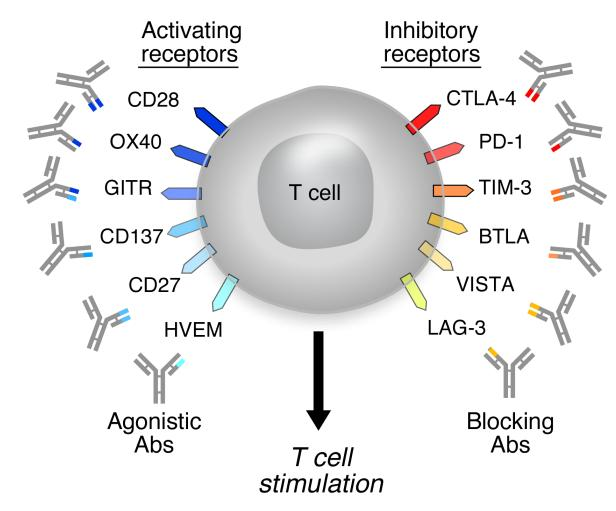 Activating
receptors
Inhibitory
receptors
CD28
OX40
GITR
CD137
CD27
HVEM
T cell
CTLA-4
PD-1
TIM-3
BTLA
VISTA
LAG-3
Agonistic
Abs
Blocking
Abs
T cell
stimulation